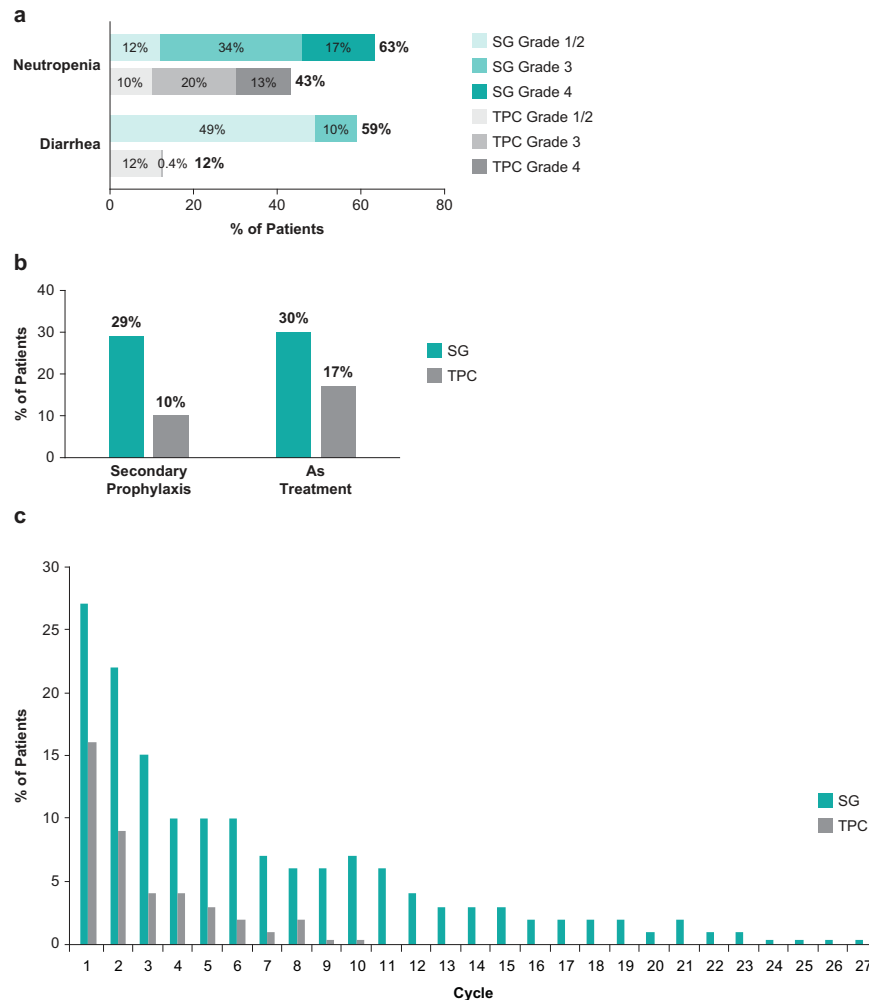 a
Neutropenia
12% 34% 17% 63%
10% 20% 13% 43%
Diarrhea
49% 10% 59%
12% 0.4% 12%
0 20 40 60 80
% of Patients
SG Grade 1/2
SG Grade 3
SG Grade 4
TPC Grade 1/2
TPC Grade 3
TPC Grade 4
b
% of Patients
40
30
20
10
0
29%
10%
30%
17%
Secondary
Prophylaxis
As
Treatment
SG
TPC
c
% of Patients
30
25
20
15
10
5
0
1 2 3 4 5 6 7 8 9 10 11 12 13 14 15 16 17 18 19 20 21 22 23 24 25 26 27
Cycle
SG
TPC